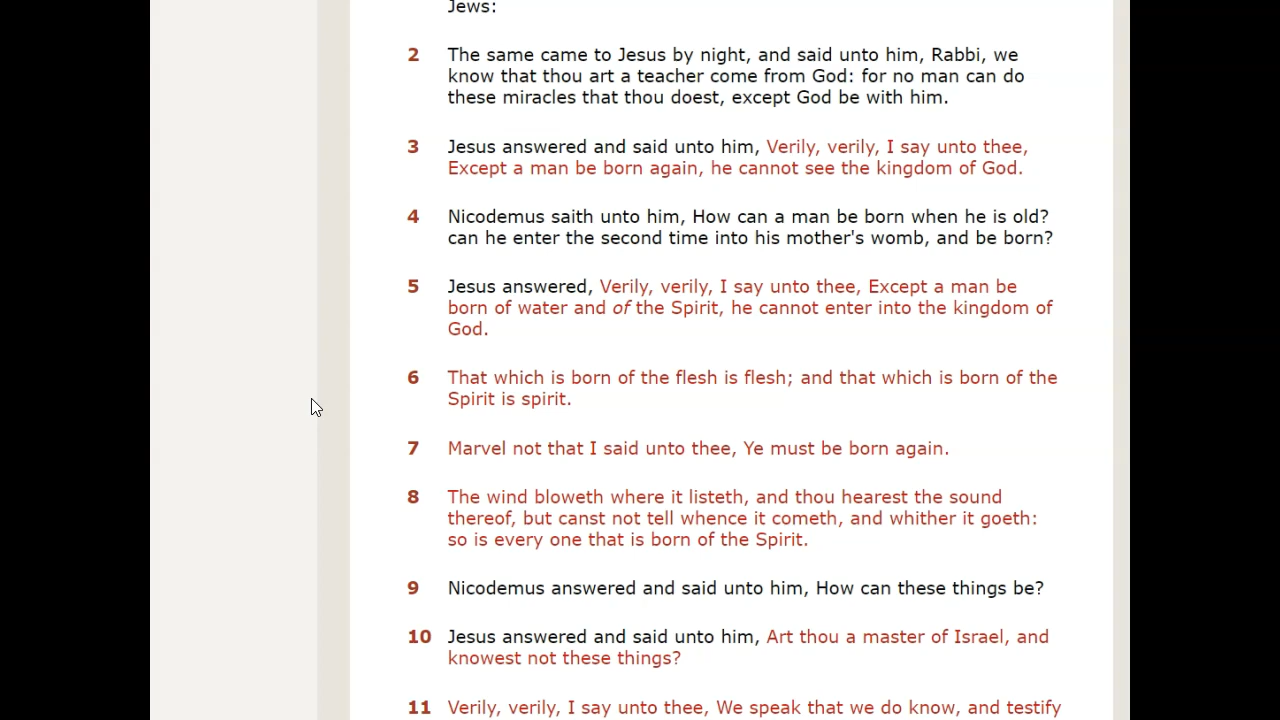 Jews:
2 The same came to Jesus by night, and said unto him, Rabbi, we
know that thou art a teacher come from God: for no man can do
these miracles that thou doest, except God be with him.
3 Jesus answered and said unto him, Verily, verily, I say unto thee,
Except a man be born again, he cannot see the kingdom of God.
4 Nicodemus saith unto him, How can a man be born when he is old?
can he enter the second time into his mother's womb, and be born?
5 Jesus answered, Verily, verily, I say unto thee, Except a man be
born of water and of the Spirit, he cannot enter into the kingdom of
God.
6 That which is born of the flesh is flesh; and that which is born of the
Spirit is spirit.
7 Marvel not that I said unto thee, Ye must be born again.
8 The wind bloweth where it listeth, and thou hearest the sound
thereof, but canst not tell whence it cometh, and whither it goeth:
so is every one that is born of the Spirit.
9 Nicodemus answered and said unto him, How can these things be?
10 Jesus answered and said unto him, Art thou a master of Israel, and
knowest not these things?
11 Verily, verily, I say unto thee, We speak that we do know, and testify